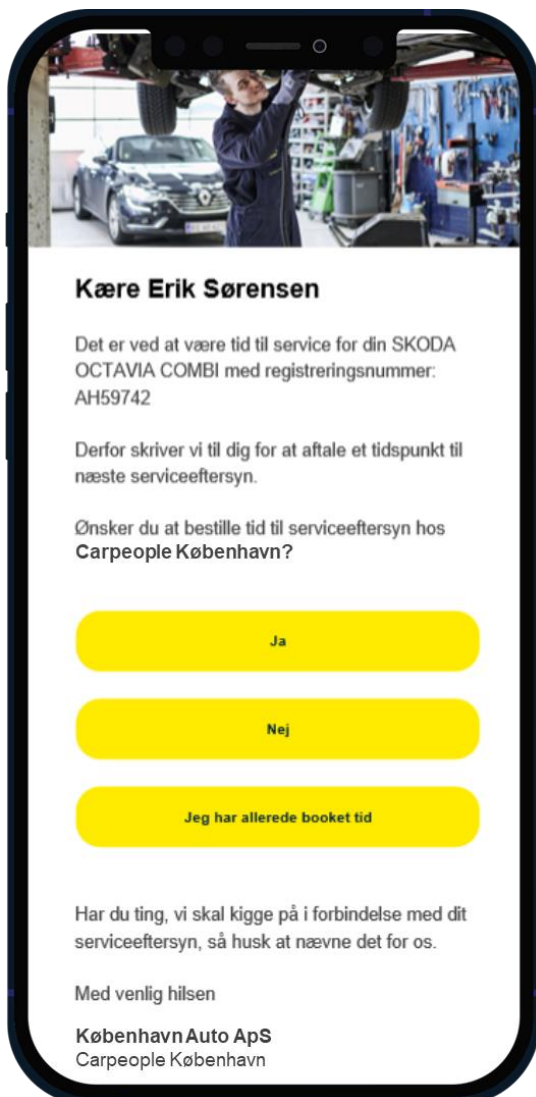 Kære Erik Sørensen
Det er ved at være tid til service for din SKODA
OCTAVIA COMBI med registreringsnummer:
AH59742
Derfor skriver vi til dig for at aftale et tidspunkt til
næste serviceeftersyn.
Ønsker du at bestille tid til serviceeftersyn hos
Carpeople København?
Ja
Nej
Jeg har allerede booket tid
Har du ting, vi skal kigge på i forbindelse med dit
serviceeftersyn, så husk at nævne det for os.
Med venlig hilsen
København Auto ApS
Carpeople København